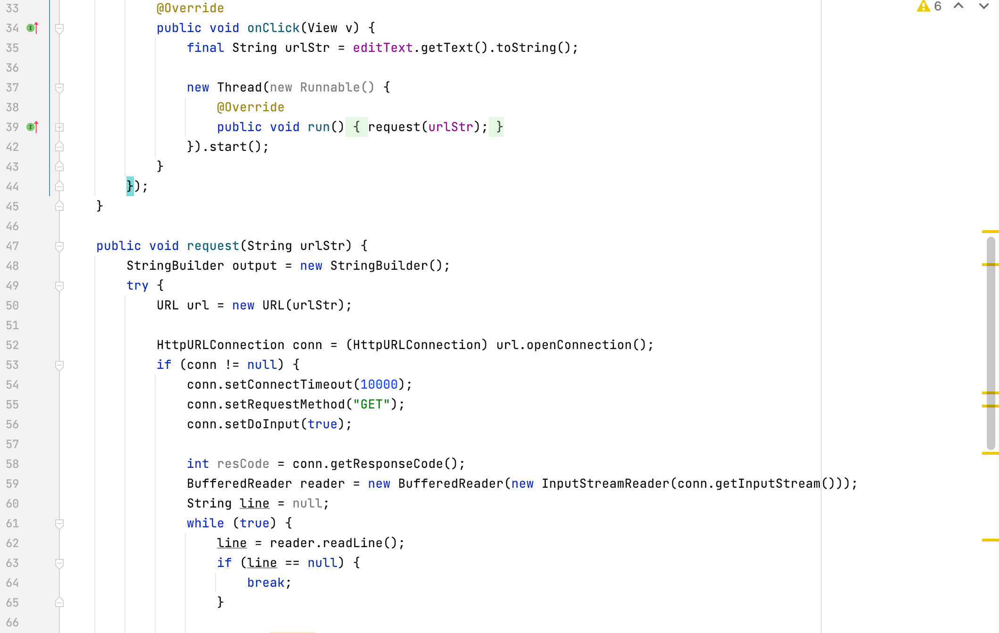 33 @Override 6
34 public void onClick(View v) {
35 final String urlStr = editText.getText().toString();
36
37 new Thread(new Runnable() {
38 @Override
39 public void run() { request(urlStr); }
42 }).start();
43 }
44 });
45 }
46
47 public void request(String urlStr) {
48 StringBuilder output = new StringBuilder();
49 try {
50 URL url = new URL(urlStr);
51
52 HttpURLConnection conn = (HttpURLConnection) url.openConnection();
53 if (conn != null) {
54 conn.setConnectTimeout(10000);
55 conn.setRequestMethod("GET");
56 conn.setDoInput(true);
57
58 int resCode = conn.getResponseCode();
59 BufferedReader reader = new BufferedReader(new InputStreamReader(conn.getInputStream()));
60 String line = null;
61 while (true) {
62 line = reader.readLine();
63 if (line == null) {
64 break;
65 }
66